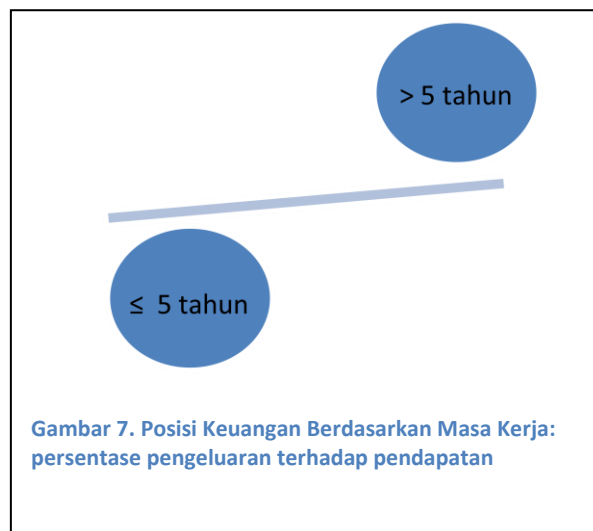 > 5 tahun
≤ 5 tahun
Gambar 7. Posisi Keuangan Berdasarkan Masa Kerja:
persentase pengeluaran terhadap pendapatan